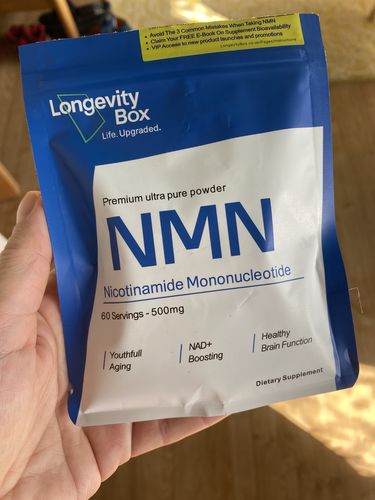 • Avoid The 3 Common Mistakes When Taking NMN
• Claim Your FREE E-Book On Supplement Bioavailability
• VIP Access to new product launches and promotions
Longevity
Box
Life. Upgraded.
Premium ultra pure powder
NMN
Nicotinamide Mononucleotide
60 Servings - 500mg
Youthfull
Aging
NAD+
Boosting
Healthy
Brain Function
Dietary Supplement